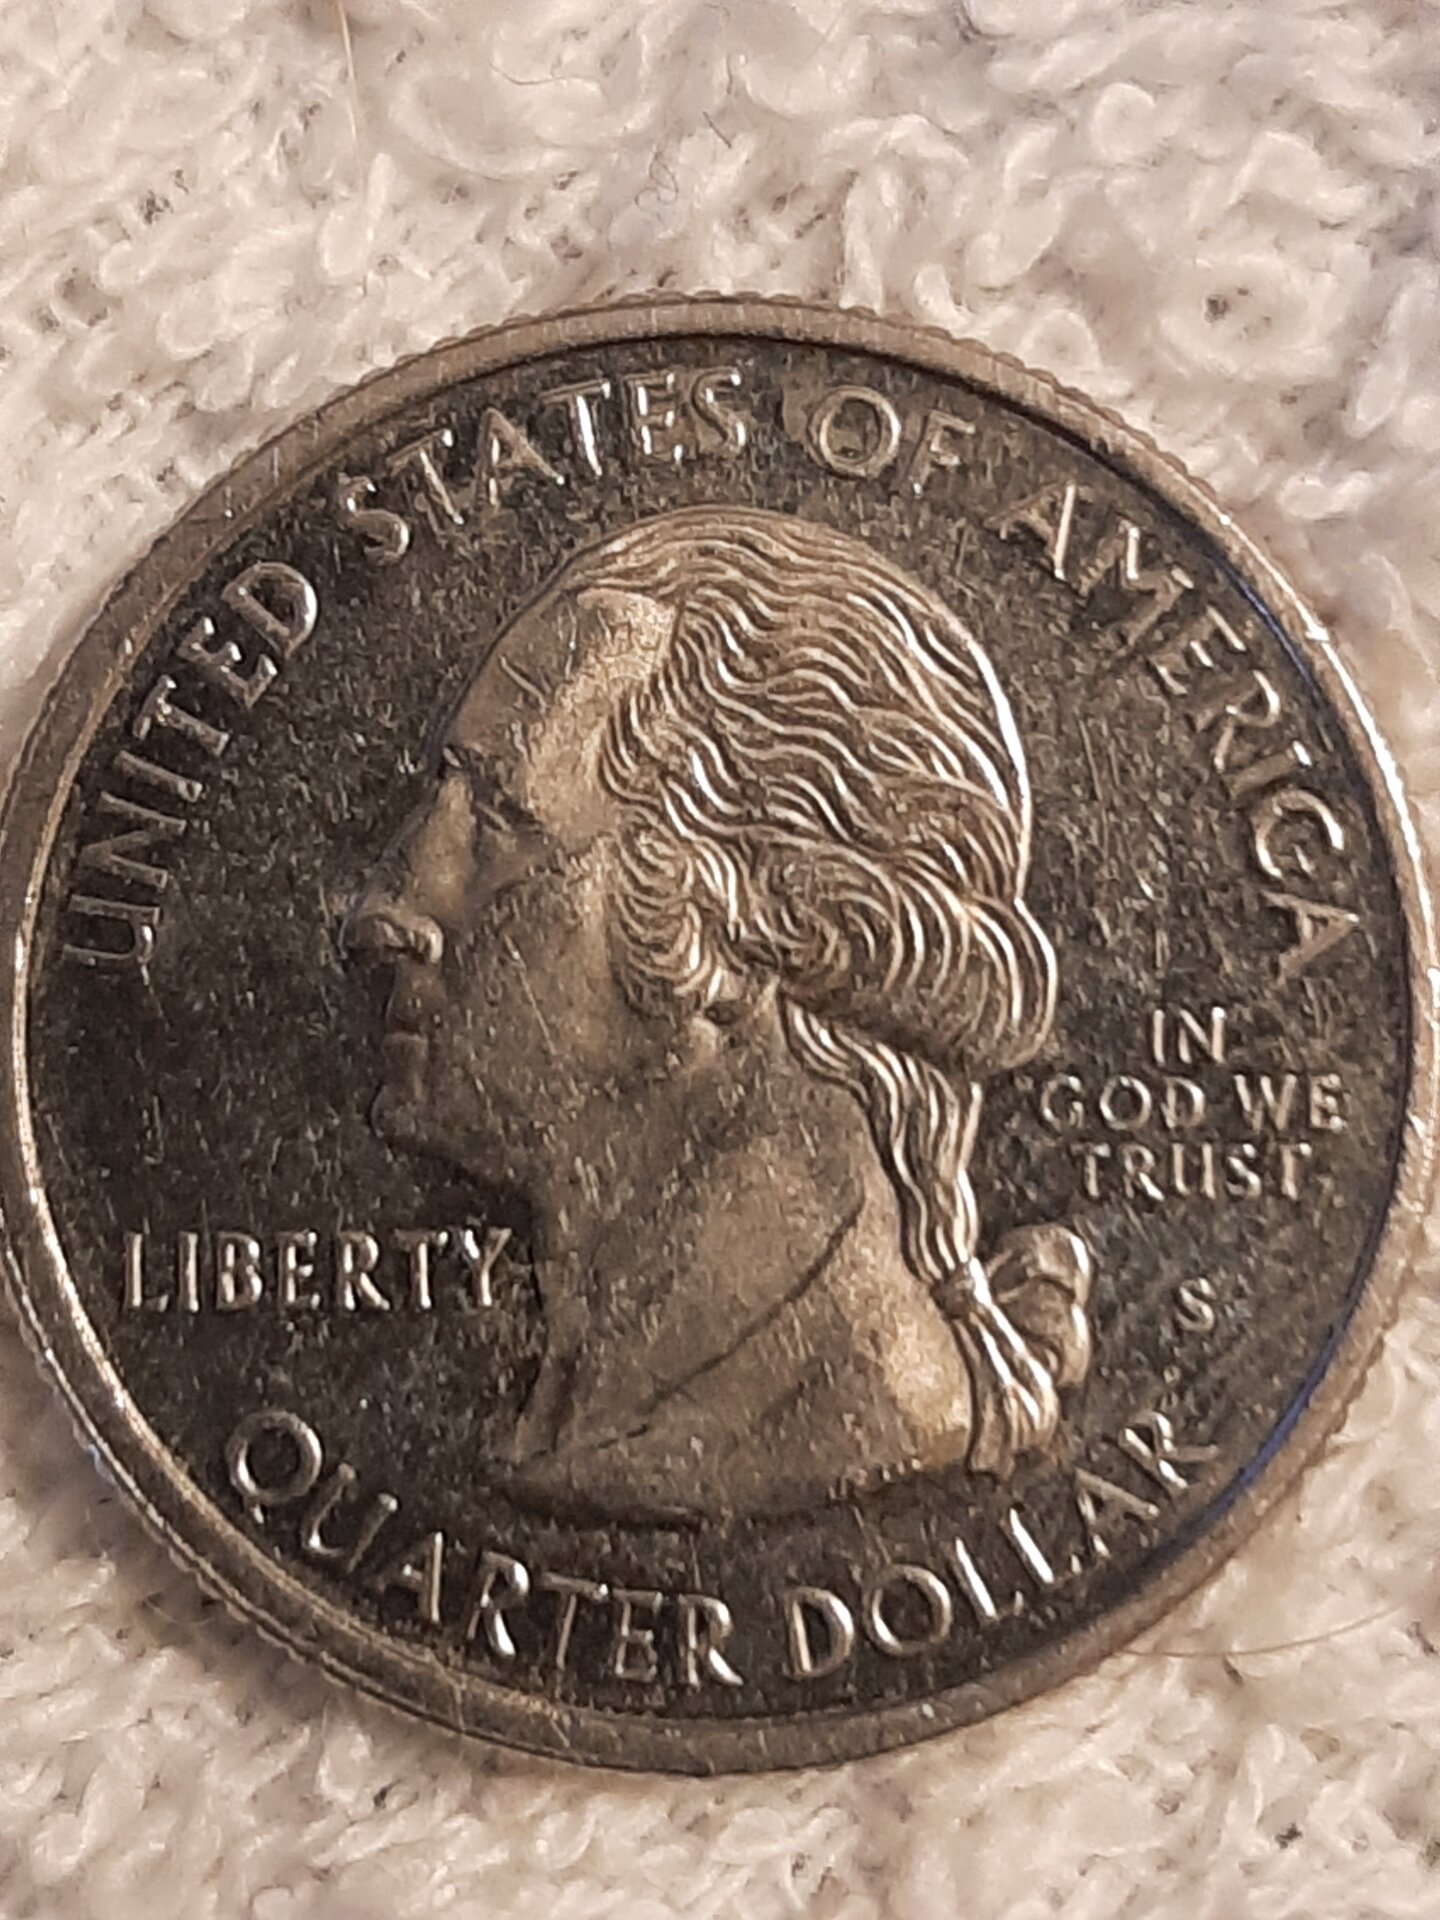 UNITED STATES OF AMERICA
IN
GOD WE
TRUST
LIBERTY
S
QUARTER DOLLAR